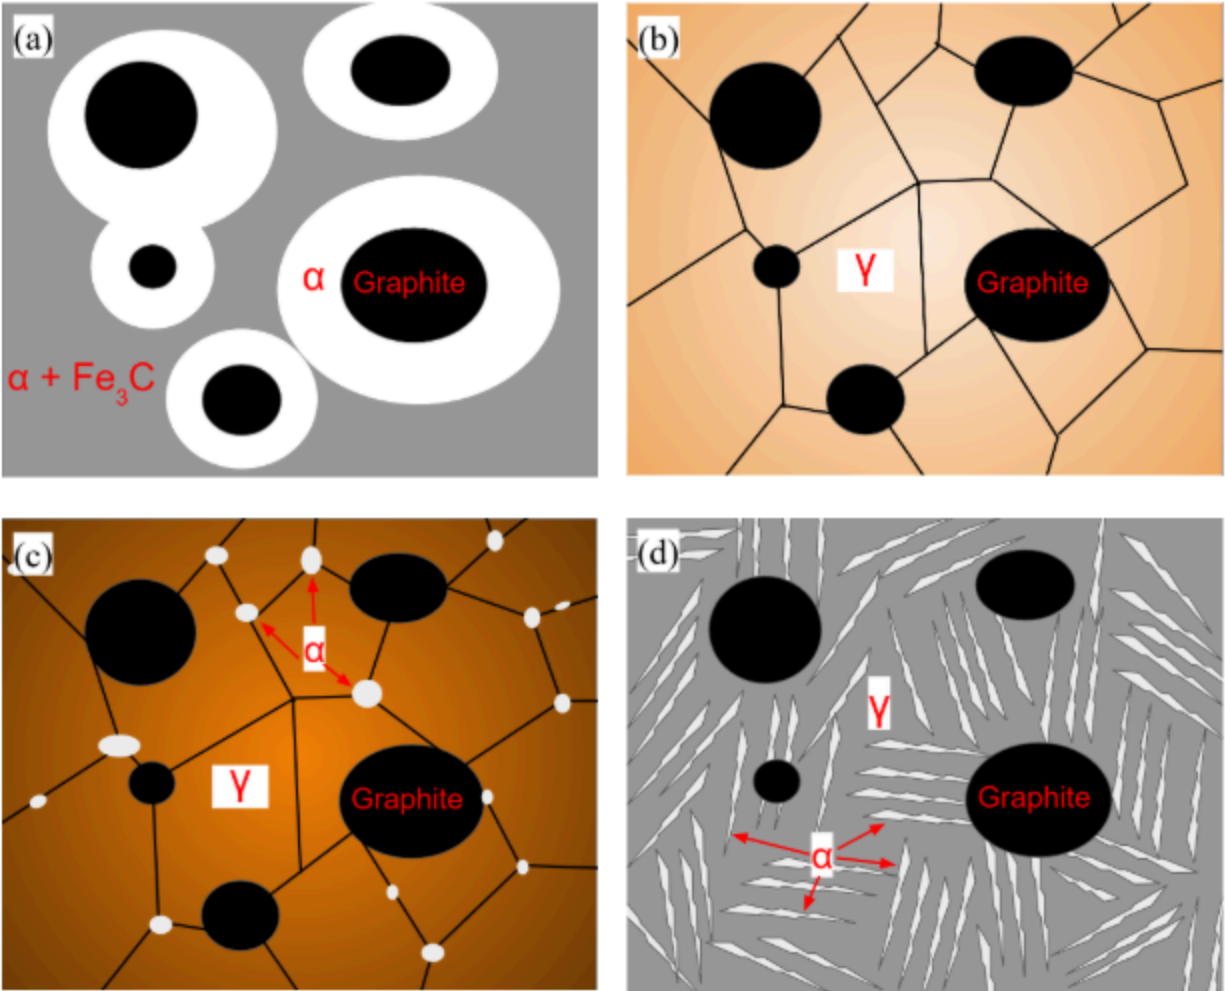 (a)
α
Graphite
α + Fe₃C
(b)
γ
Graphite
(c)
α
γ
Graphite
(d)
γ
Graphite
α